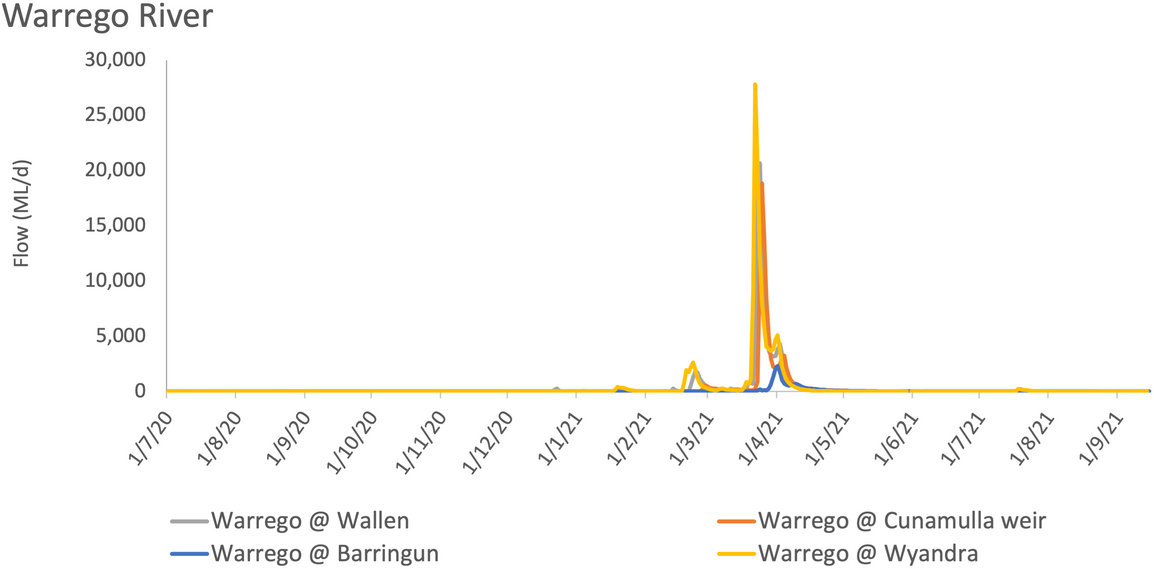 Warrego River
30,000
25,000
20,000
15,000
10,000
5,000
0
Flow (ML/d)
1/7/20 1/8/20 1/9/20 1/10/20 1/11/20 1/12/20 1/1/21 1/2/21 1/3/21 1/4/21 1/5/21 1/6/21 1/7/21 1/8/21 1/9/21
Warrego @ Wallen Warrego @ Cunamulla weir
Warrego @ Barringun Warrego @ Wyandra